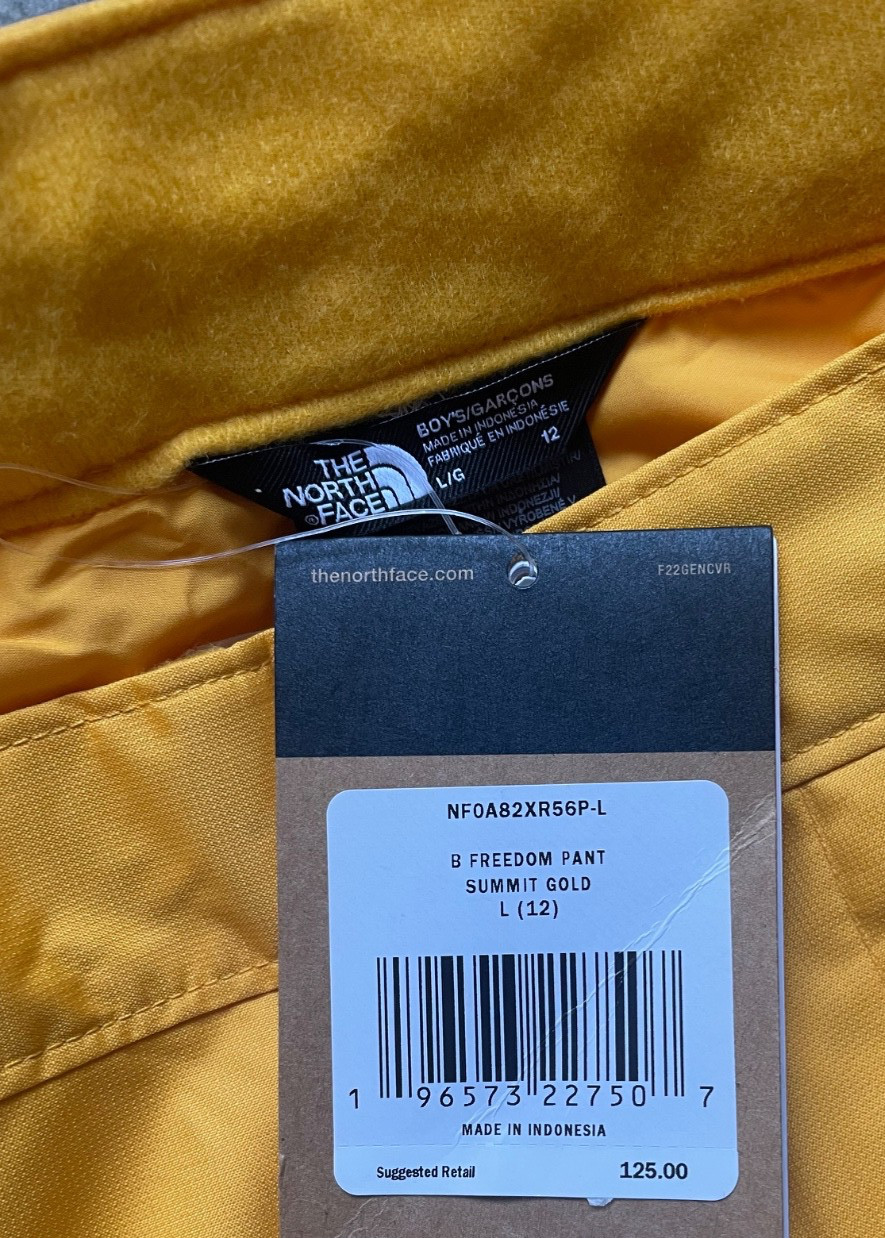 BOY'S/GARÇONS
MADE IN INDONESIA
FABRIQUÉ EN INDONÉSIE
L/G 12
THE
NORTH
FACE
®
VYROBENÉ V
thenorthface.com F22GENCVR
NF0A82XR56P-L
B FREEDOM PANT
SUMMIT GOLD
L (12)
1 96573 22750 7
MADE IN INDONESIA
Suggested Retail 125.00